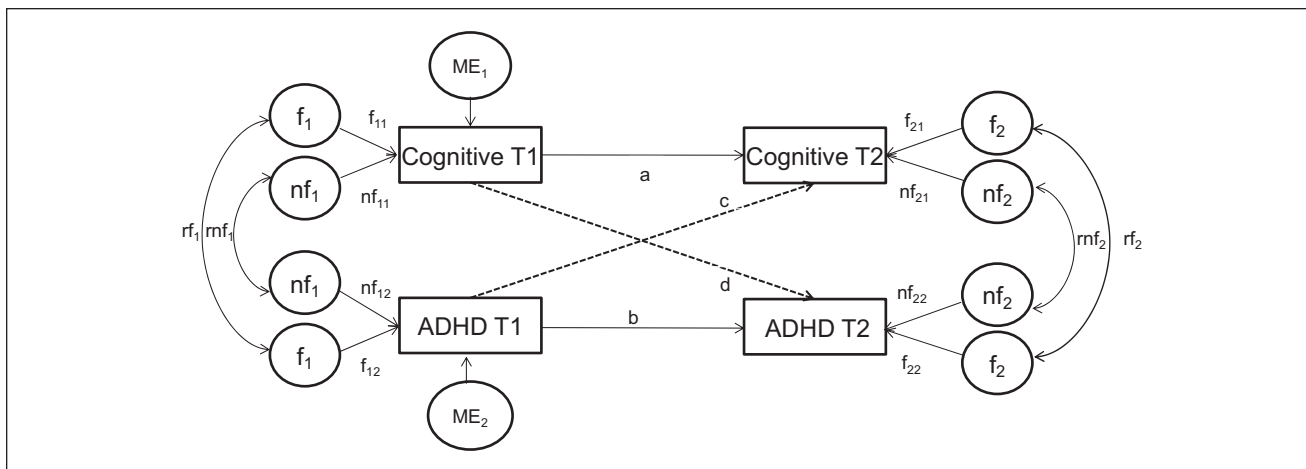 ME₁
f₁
f₁₁
f₂₁
f₂
Cognitive T1
Cognitive T2
a
nf₁
nf₁₁
nf₂₁
nf₂
c
rf₁
rnf₁
rnf₂
rf₂
nf₁
nf₁₂
d
nf₂₂
nf₂
ADHD T1
b
ADHD T2
f₁
f₁₂
f₂₂
f₂
ME₂